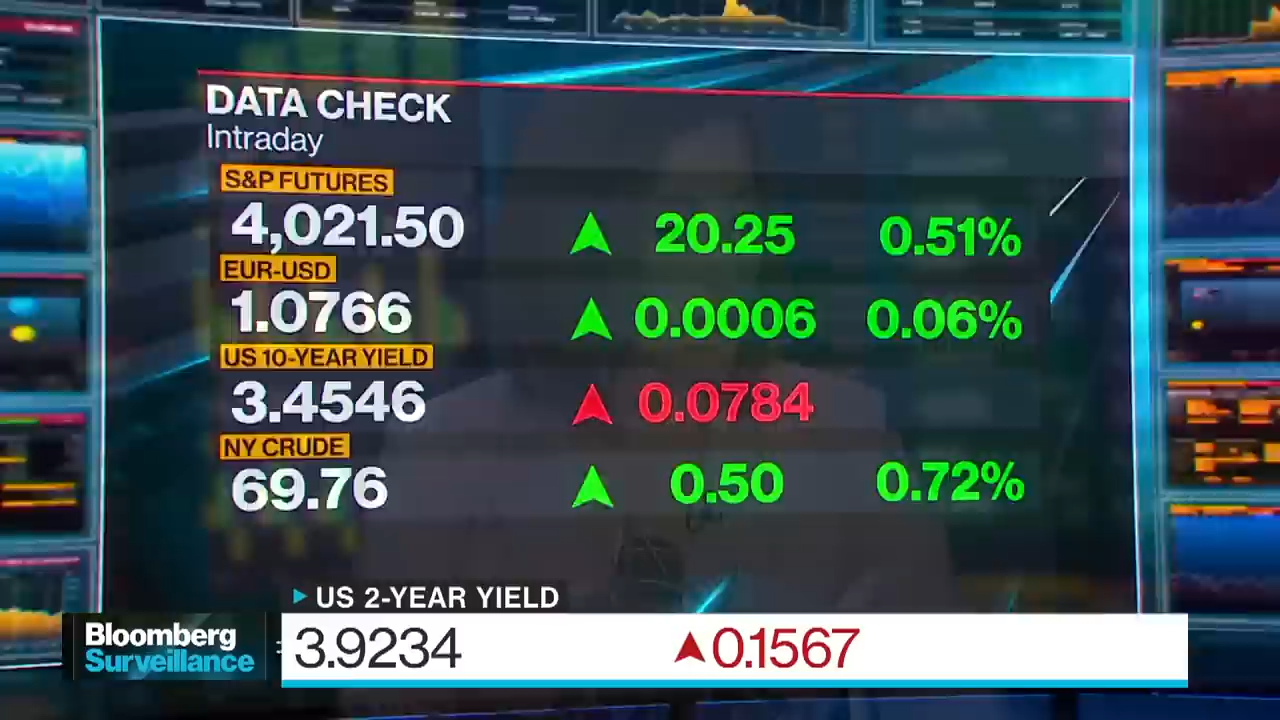 DATA CHECK
Intraday
S&P FUTURES
4,021.50 20.25 0.51%
EUR-USD
1.0766 0.0006 0.06%
US 10-YEAR YIELD
3.4546 0.0784
NY CRUDE
69.76 0.50 0.72%
US 2-YEAR YIELD
Bloomberg
Surveillance
3.9234 0.1567